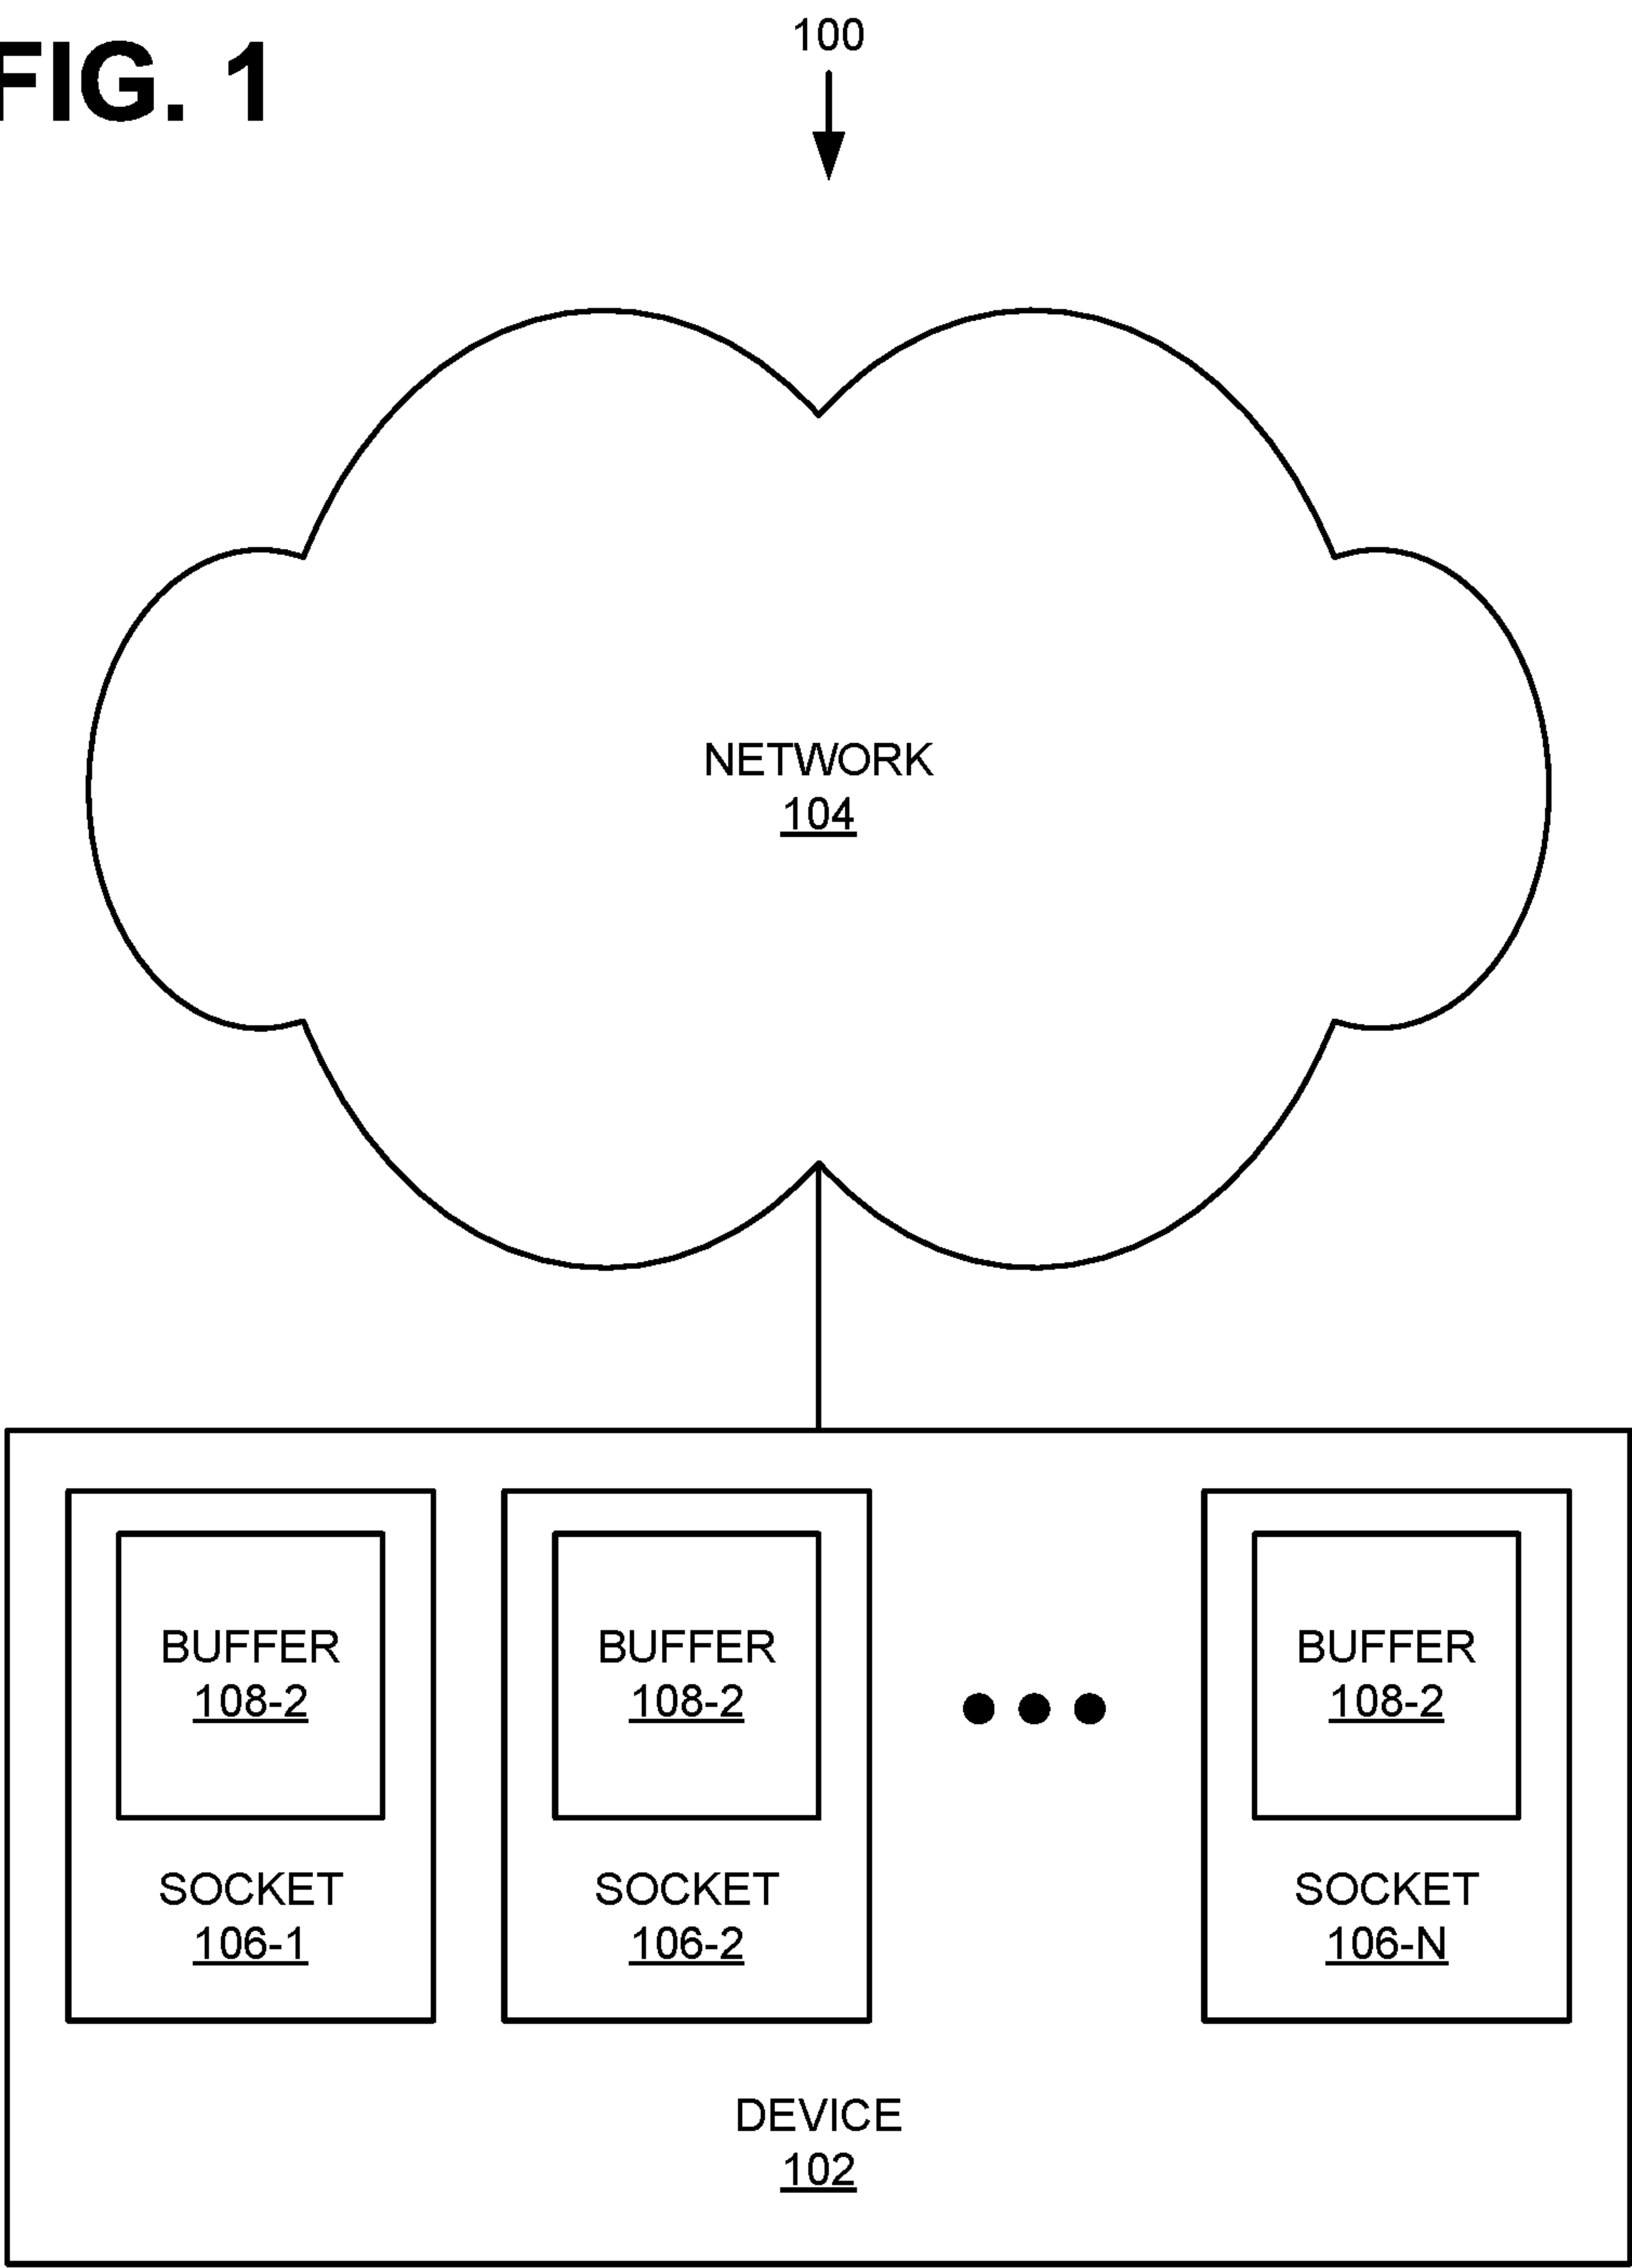 FIG. 1
100
NETWORK
104
BUFFER
108-2
SOCKET
106-1
BUFFER
108-2
SOCKET
106-2
BUFFER
108-2
SOCKET
106-N
DEVICE
102